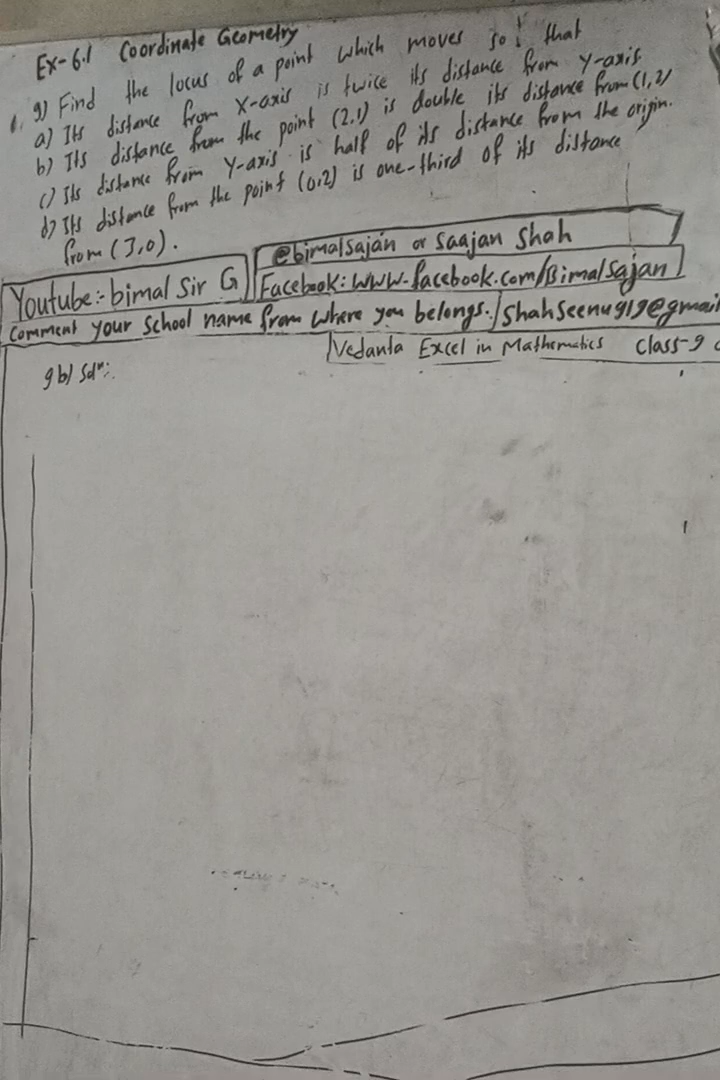 Ex-6.1 Coordinate Geometry
1. 9) Find the locus of a point which moves so that
a) Its distance from X-axis is twice its distance from Y-axis.
b) Its distance from the point (2,1) is double its distance from (1,2)
c) Its distance from Y-axis is half of its distance from the origin.
d) Its distance from the point (0,2) is one-third of its distance
from (3,0).
@bimalsajan or Saajan Shah
Youtube:- bimal Sir G
Facebook: WWW.facebook.com/BimalSajan
Comment your School name from where you belongs. Shahseenu919@gmail
Vedanta Excel in Mathematics Class-9
9 b) Solⁿ: